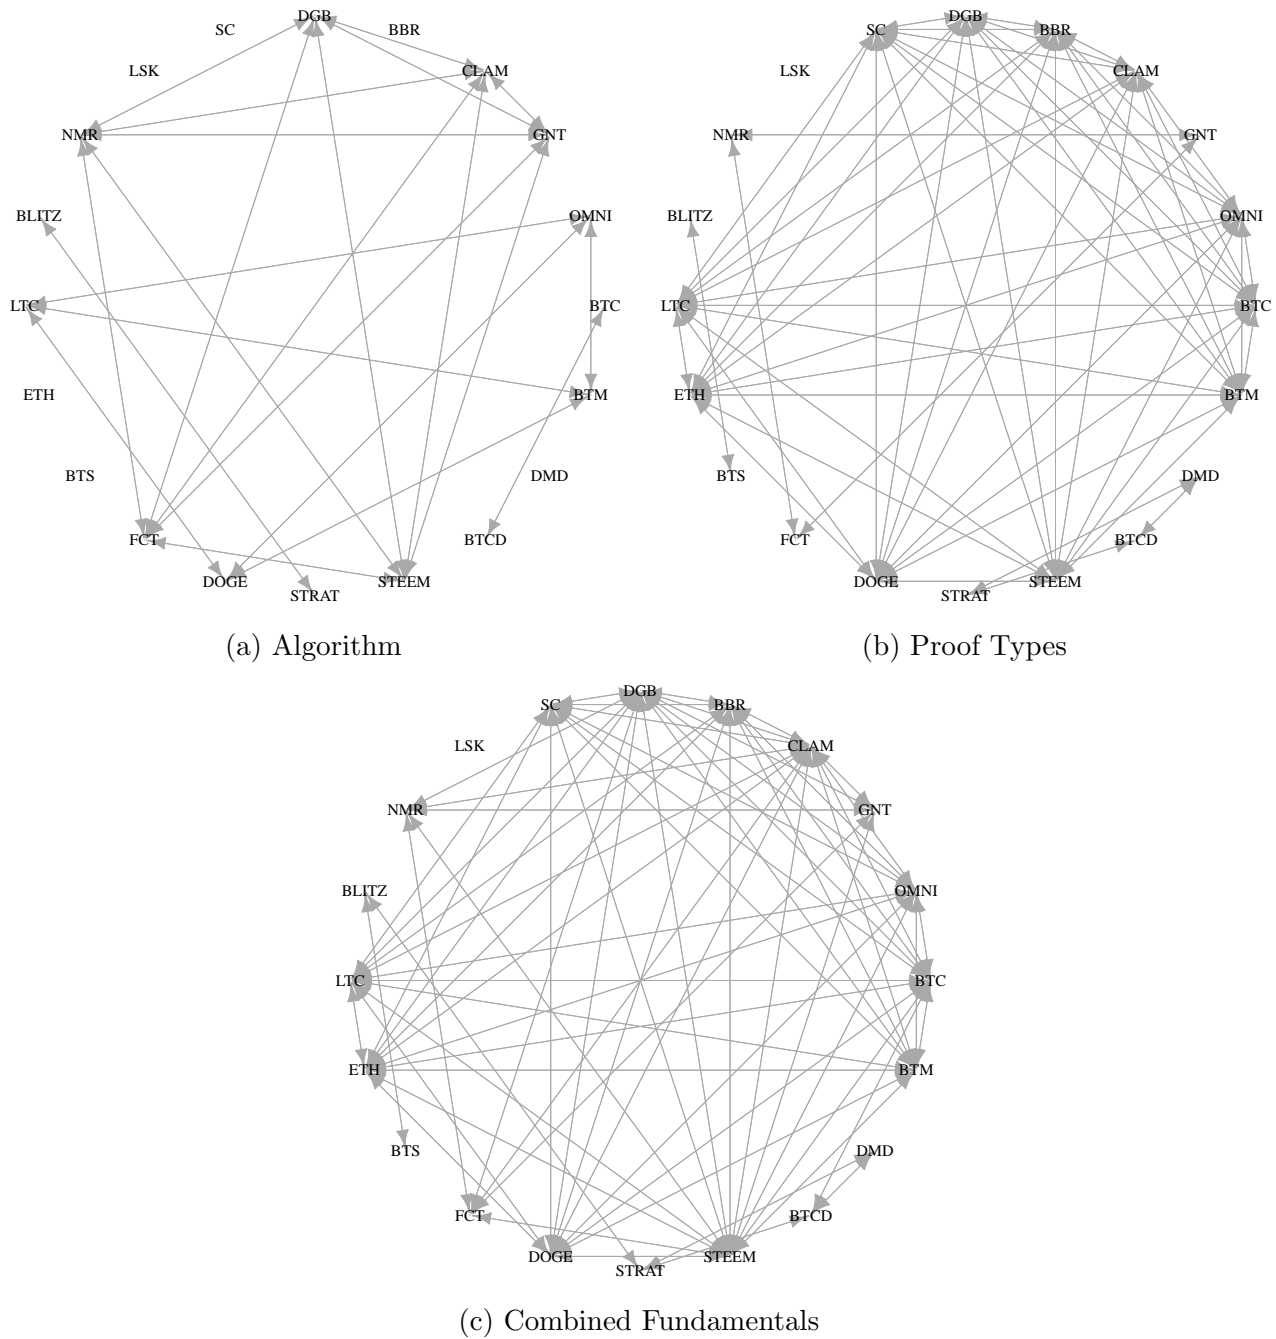 DGB
SC BBR
LSK CLAM
NMR GNT
BLITZ OMNI
LTC BTC
ETH BTM
BTS DMD
FCT BTCD
DOGE STEEM
STRAT
(a) Algorithm
DGB
SC BBR
LSK CLAM
NMR GNT
BLITZ OMNI
LTC BTC
ETH BTM
BTS DMD
FCT BTCD
DOGE STEEM
STRAT
(b) Proof Types
DGB
SC BBR
LSK CLAM
NMR GNT
BLITZ OMNI
LTC BTC
ETH BTM
BTS DMD
FCT BTCD
DOGE STEEM
STRAT
(c) Combined Fundamentals